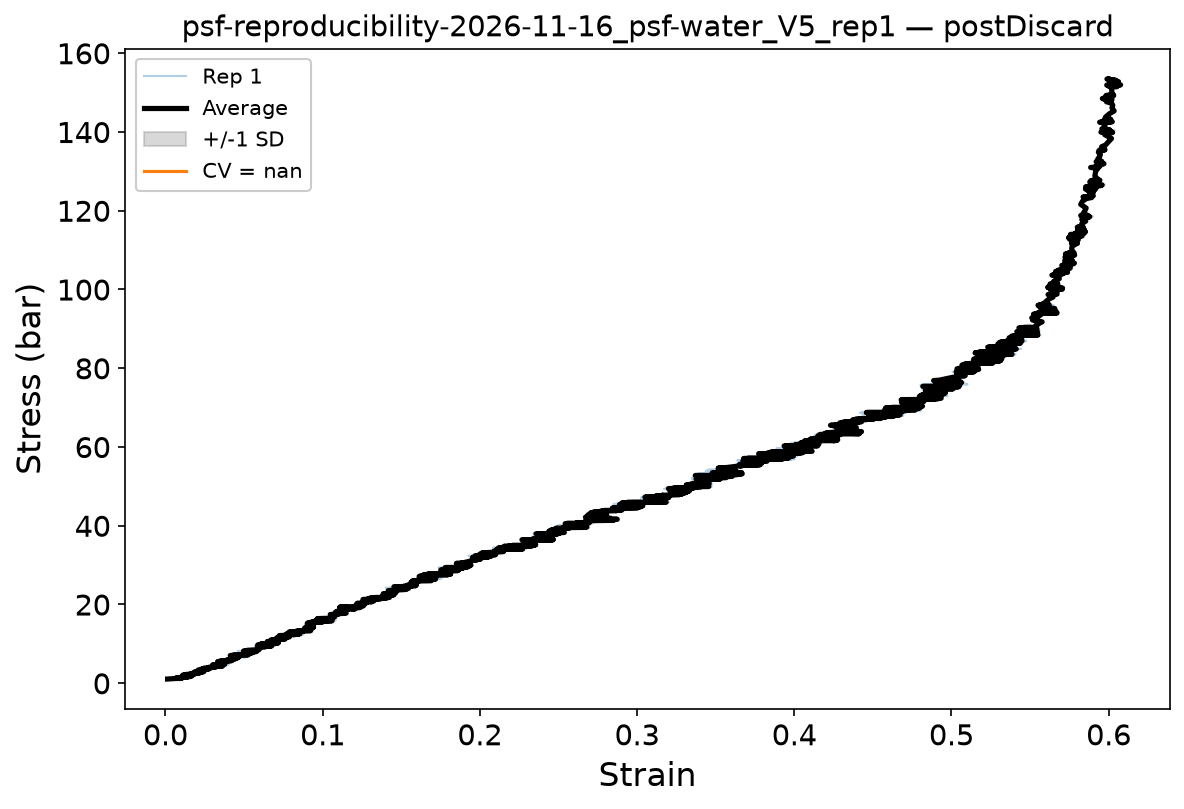 psf-reproducibility-2026-11-16_psf-water_V5_rep1 — postDiscard
Rep 1
Average
+/-1 SD
CV = nan
Stress (bar)
160
140
120
100
80
60
40
20
0
0.0 0.1 0.2 0.3 0.4 0.5 0.6
Strain